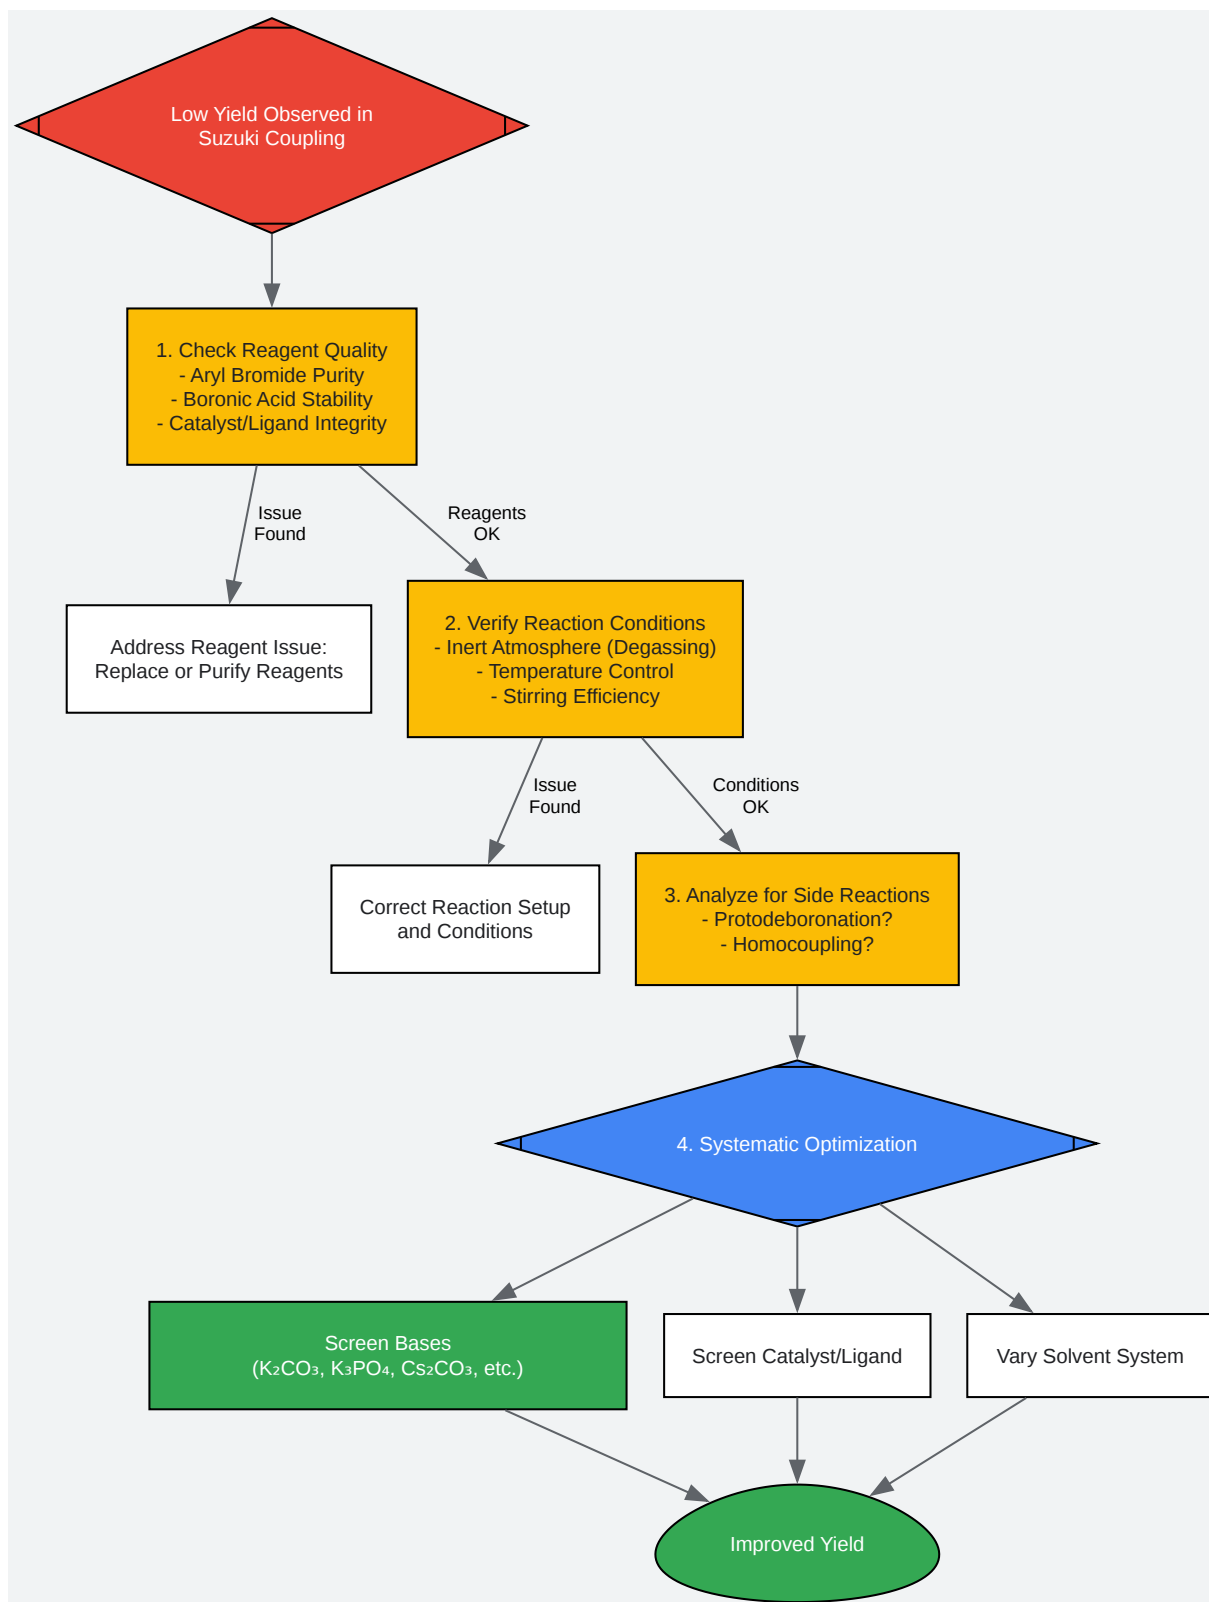 Low Yield Observed in
Suzuki Coupling
1. Check Reagent Quality
- Aryl Bromide Purity
- Boronic Acid Stability
- Catalyst/Ligand Integrity
Issue
Found
Reagents
OK
Address Reagent Issue:
Replace or Purify Reagents
2. Verify Reaction Conditions
- Inert Atmosphere (Degassing)
- Temperature Control
- Stirring Efficiency
Issue
Found
Conditions
OK
Correct Reaction Setup
and Conditions
3. Analyze for Side Reactions
- Protodeboronation?
- Homocoupling?
4. Systematic Optimization
Screen Bases
(K₂CO₃, K₃PO₄, Cs₂CO₃, etc.)
Screen Catalyst/Ligand
Vary Solvent System
Improved Yield